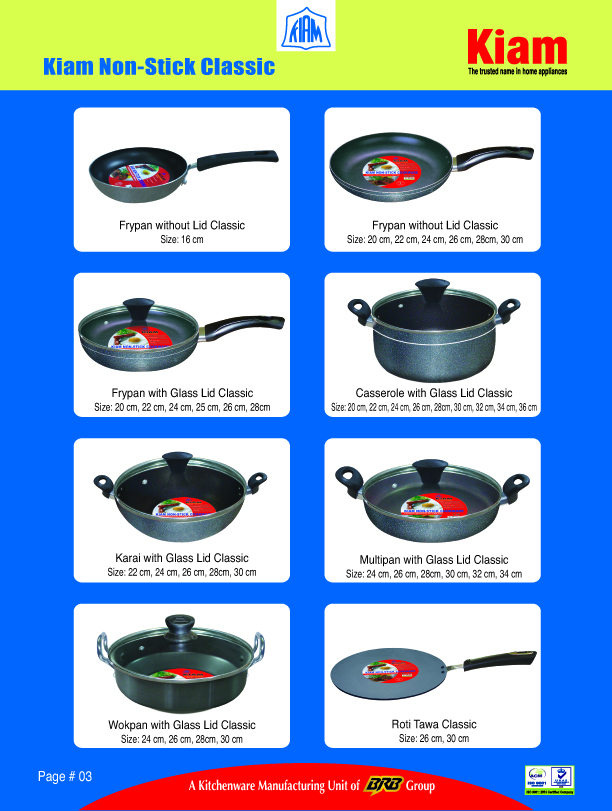 KIAM
Kiam Non-Stick Classic
Kiam
The trusted name in home appliances
Frypan without Lid Classic
Size: 16 cm
Frypan without Lid Classic
Size: 20 cm, 22 cm, 24 cm, 26 cm, 28cm, 30 cm
Frypan with Glass Lid Classic
Size: 20 cm, 22 cm, 24 cm, 25 cm, 26 cm, 28cm
Casserole with Glass Lid Classic
Size: 20 cm, 22 cm, 24 cm, 26 cm, 28cm, 30 cm, 32 cm, 34 cm, 36 cm
Karai with Glass Lid Classic
Size: 22 cm, 24 cm, 26 cm, 28cm, 30 cm
Multipan with Glass Lid Classic
Size: 24 cm, 26 cm, 28cm, 30 cm, 32 cm, 34 cm
Wokpan with Glass Lid Classic
Size: 24 cm, 26 cm, 28cm, 30 cm
Roti Tawa Classic
Size: 26 cm, 30 cm
Page # 03
A Kitchenware Manufacturing Unit of BRB Group